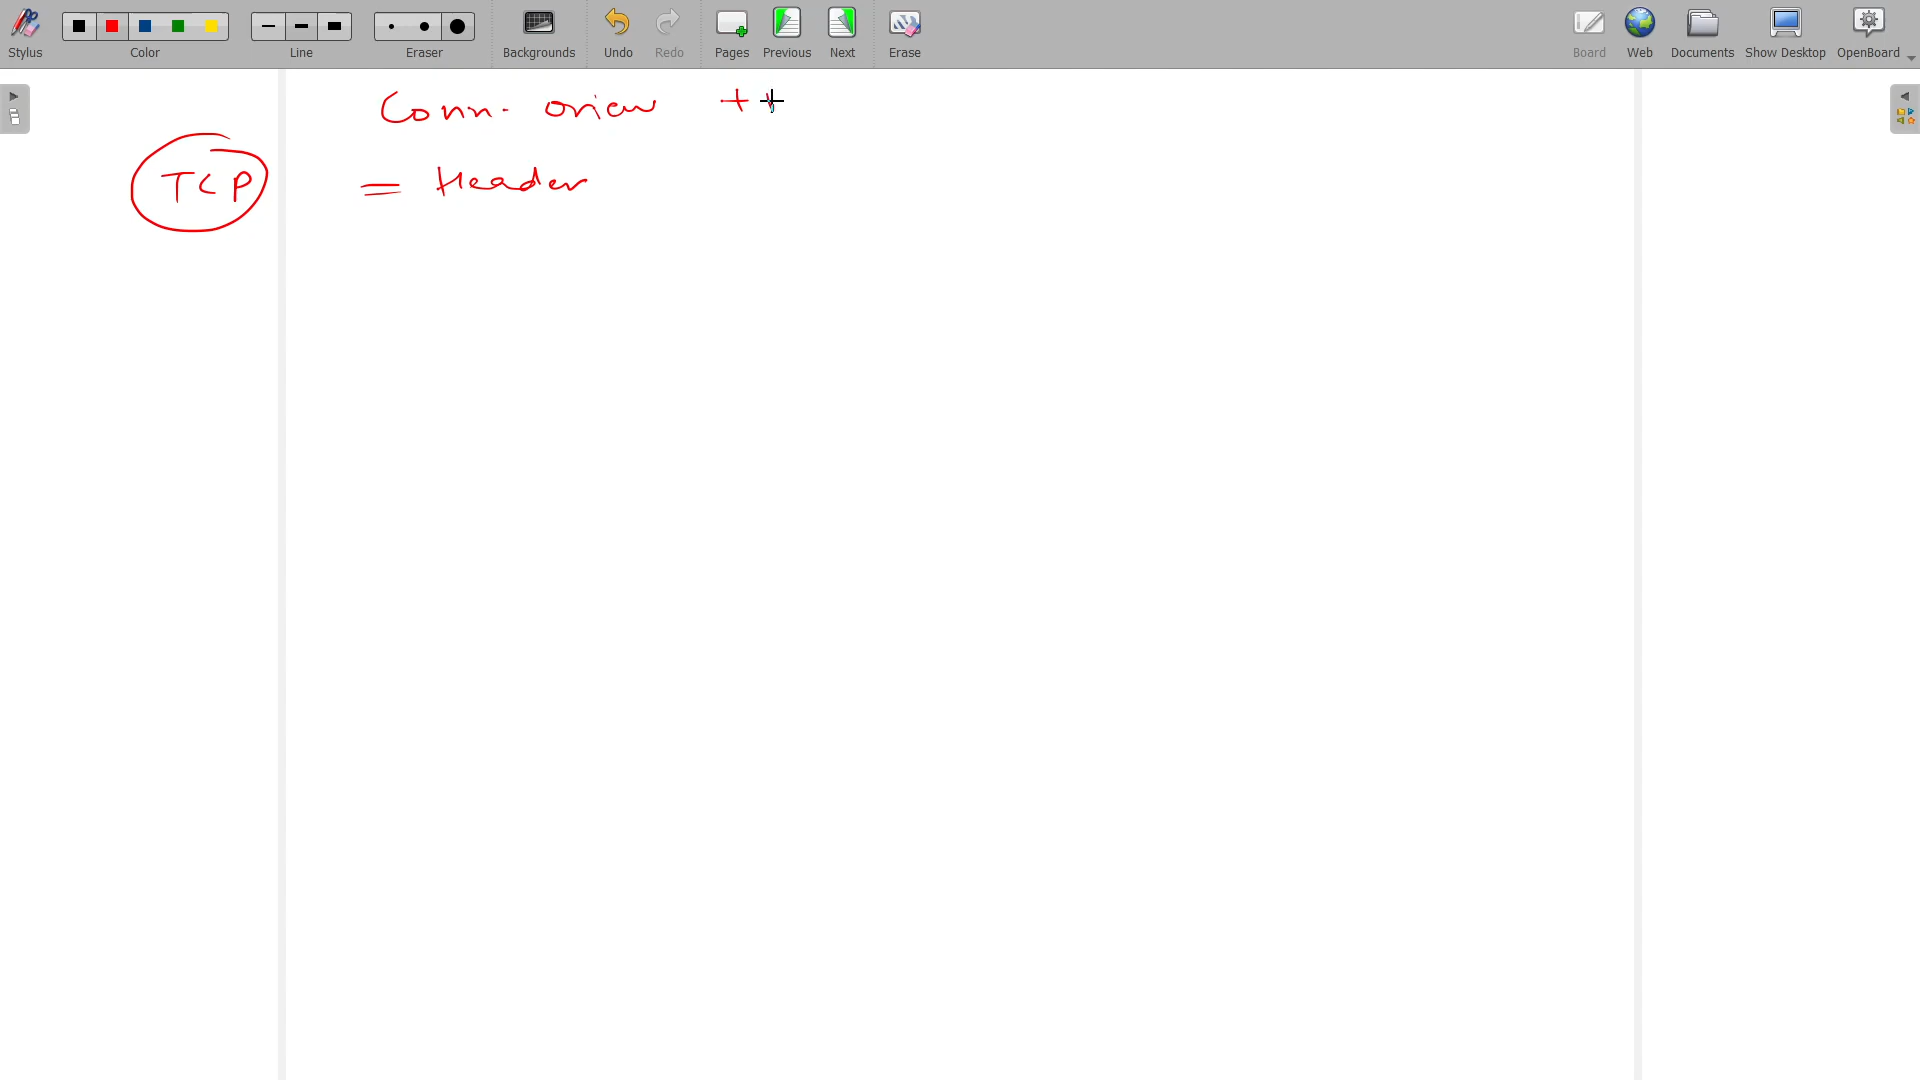 Stylus Color Line Eraser Backgrounds Undo Redo Pages Previous Next Erase Board Web Documents Show Desktop OpenBoard
Conn. orien +
TCP = Header